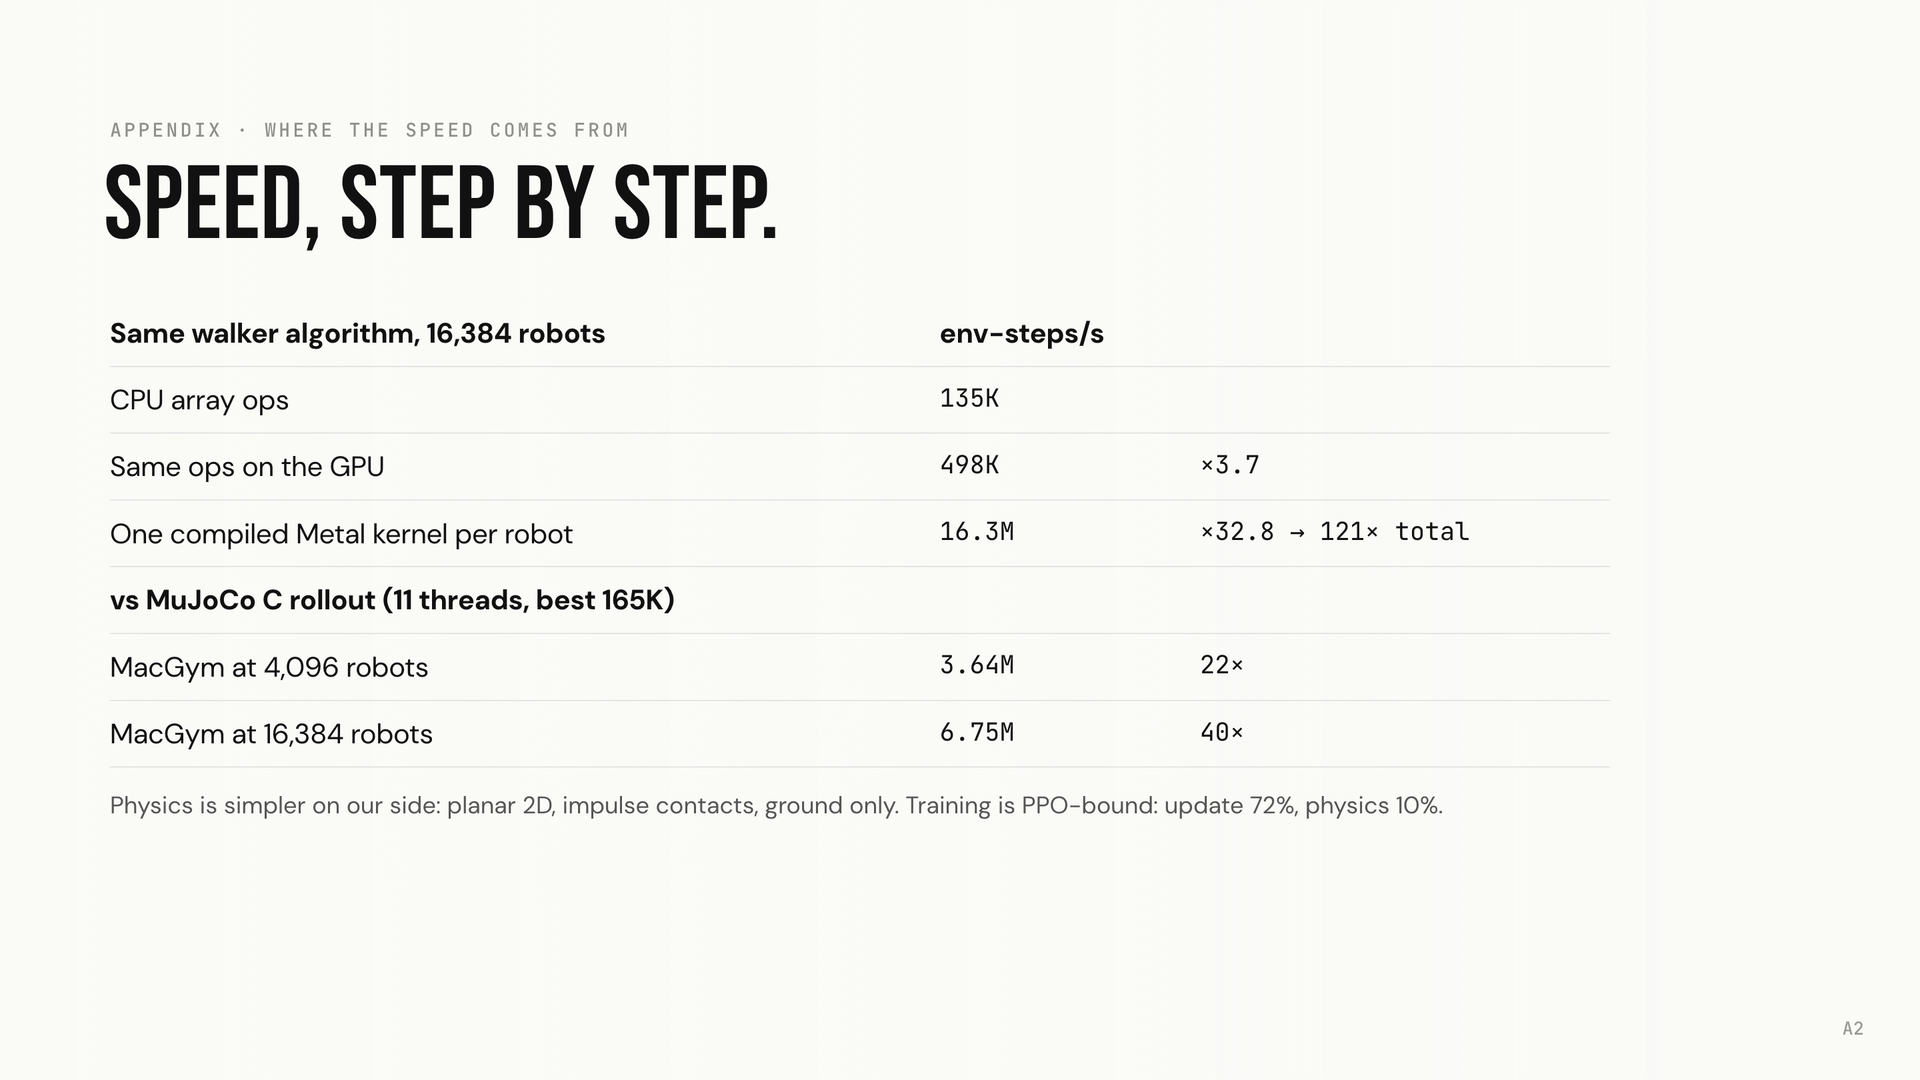 APPENDIX · WHERE THE SPEED COMES FROM
SPEED, STEP BY STEP.
Same walker algorithm, 16,384 robots env-steps/s
CPU array ops 135K
Same ops on the GPU 498K ×3.7
One compiled Metal kernel per robot 16.3M ×32.8 → 121× total
vs MuJoCo C rollout (11 threads, best 165K)
MacGym at 4,096 robots 3.64M 22×
MacGym at 16,384 robots 6.75M 40×
Physics is simpler on our side: planar 2D, impulse contacts, ground only. Training is PPO-bound: update 72%, physics 10%.
A2